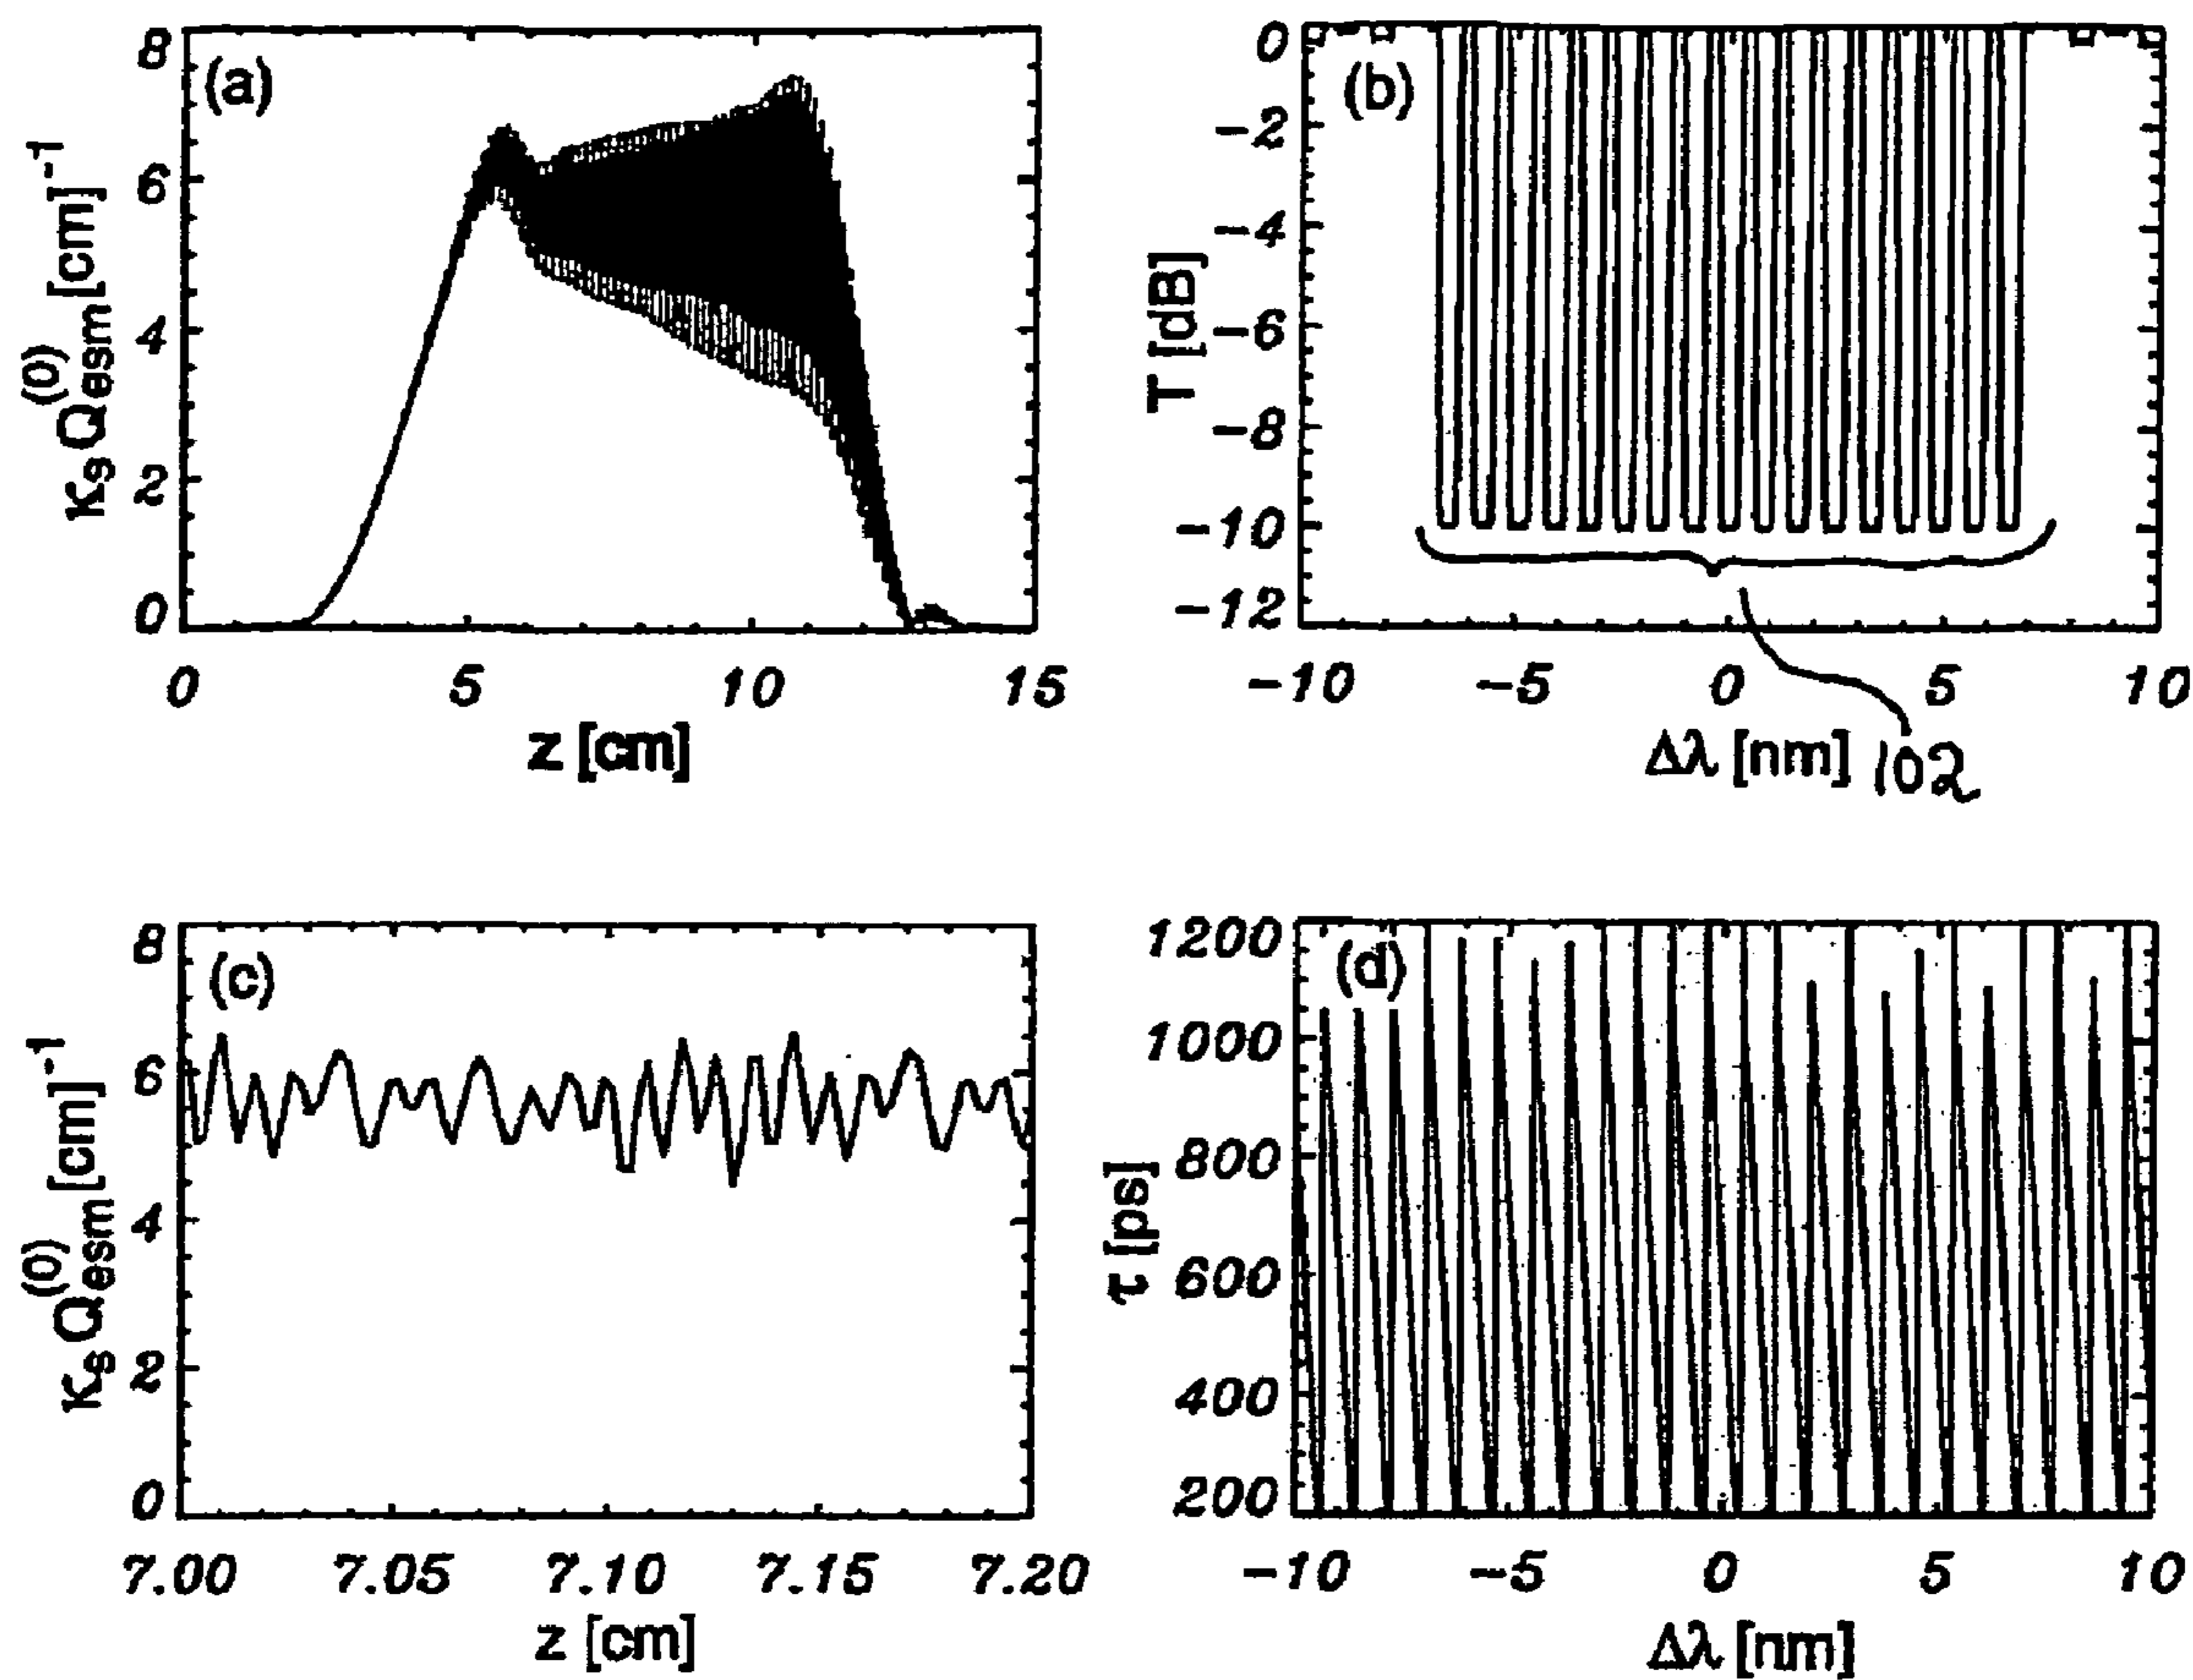 (a)
8
6
4
2
0
κs Q(0)esm [cm]-1
0 5 10 15
z [cm]
(b)
0
-2
-4
-6
-8
-10
-12
T [dB]
-10 -5 0 5 10
Δλ [nm] 102
(c)
8
6
4
2
0
κs Q(0)esm [cm]-1
7.00 7.05 7.10 7.15 7.20
z [cm]
(d)
1200
1000
800
600
400
200
τ [ps]
-10 -5 0 5 10
Δλ [nm]